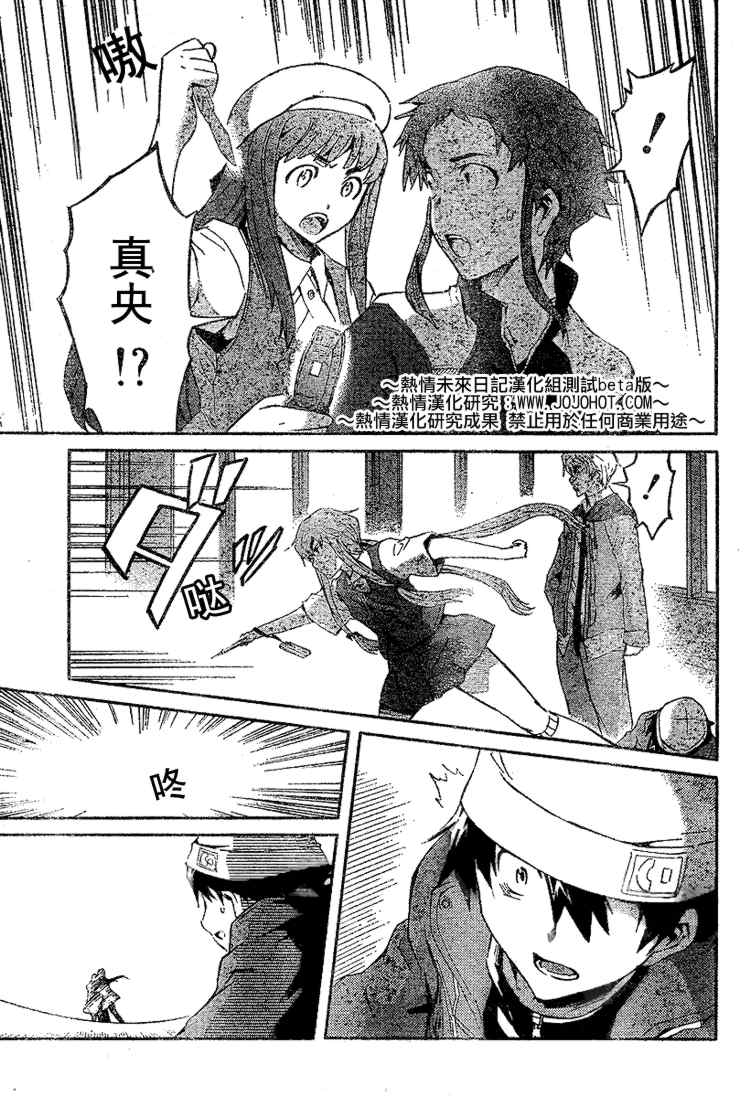 ！
嗷
真央！？
～熱情未來日記漢化組測試beta版～
～熱情漢化研究：WWW.JOJOHOT.COM～
～熱情漢化研究成果 禁止用於任何商業用途～
！
ダッ
哒
咚